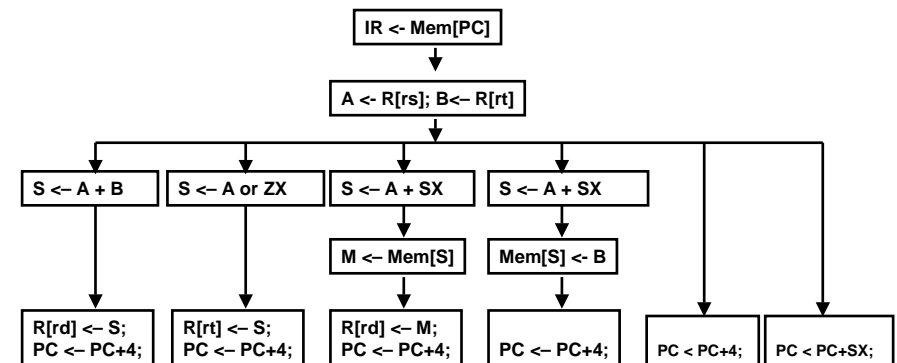 IR <- Mem[PC]
A <- R[rs]; B<– R[rt]
S <– A + B
S <– A or ZX
S <– A + SX
S <– A + SX
M <– Mem[S]
Mem[S] <- B
R[rd] <– S;
PC <– PC+4;
R[rt] <– S;
PC <– PC+4;
R[rd] <– M;
PC <– PC+4;
PC <– PC+4;
PC < PC+4;
PC < PC+SX;